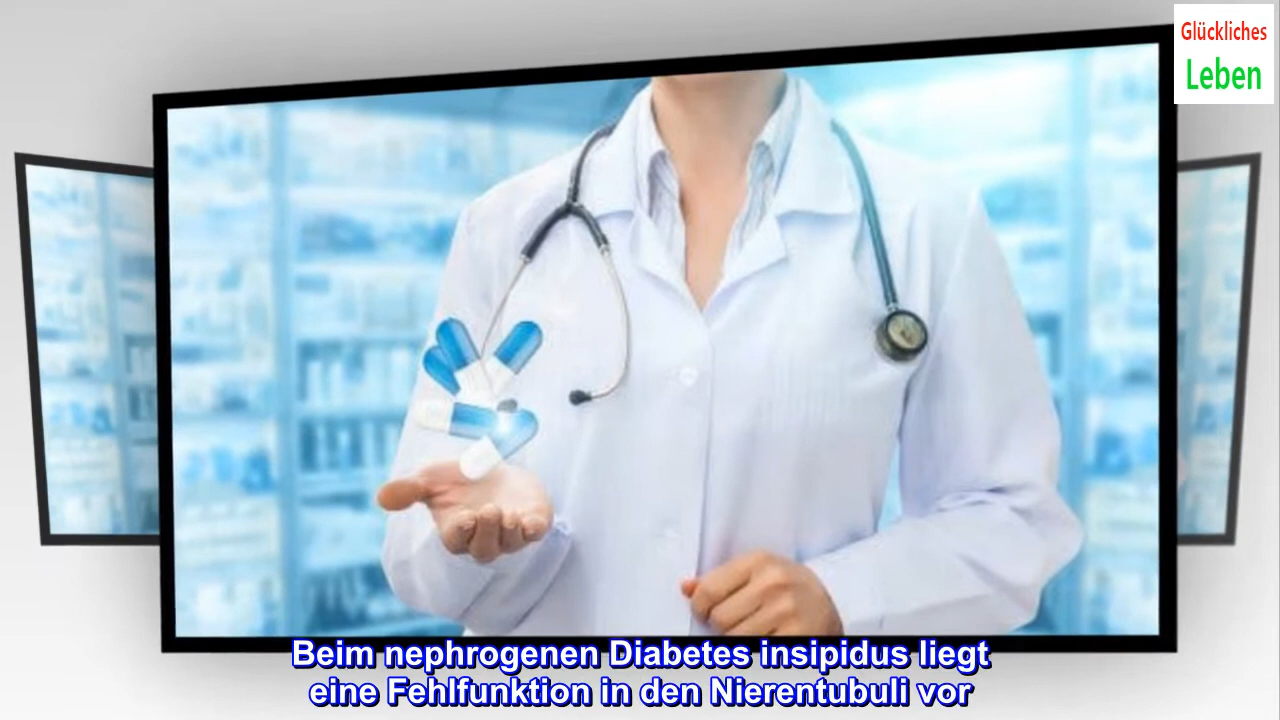 Glückliches
Leben
Beim nephrogenen Diabetes insipidus liegt
eine Fehlfunktion in den Nierentubuli vor